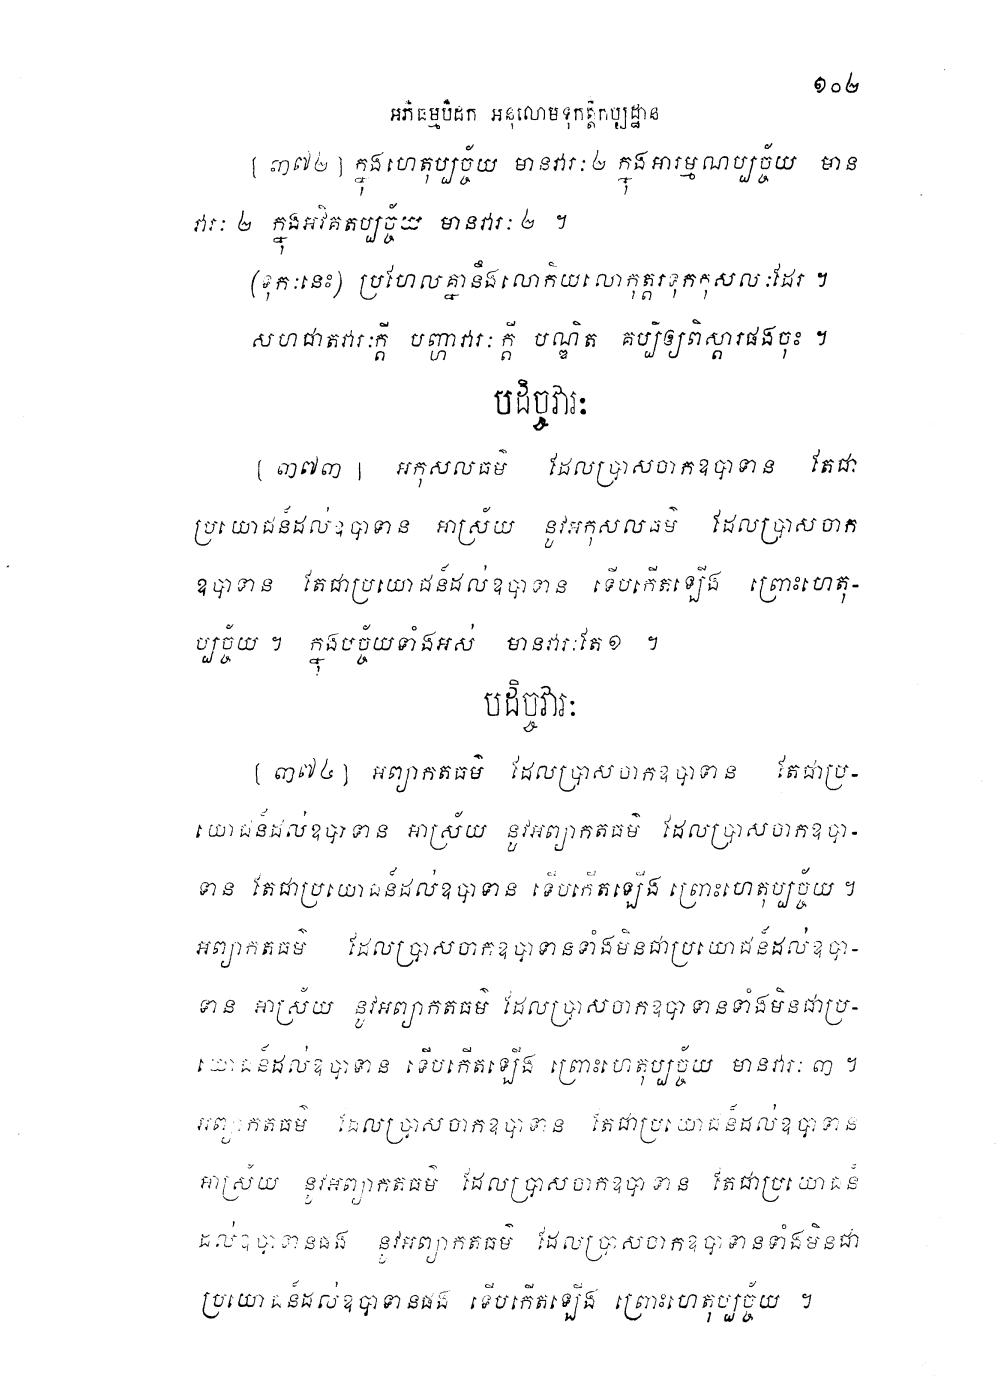 ១០២
អភិធម្មបិដក អនុលោមទុកត្តិកប្បដ្ឋាន
[ ៣៧២ ] ក្នុងហេតុប្បច្ច័យ មានវារៈ ២ ក្នុងអារម្មណប្បច្ច័យ មាន
វារៈ ២ ក្នុងអវិគតប្បច្ច័យ មានវារៈ ២ ។
(ទុកៈនេះ) ប្រហែលគ្នានឹងលោកិយលោកុត្តរទុកកុសលៈដែរ ។
សហជាតវារៈក្តី បញ្ហាវារៈ ក្តី បណ្ឌិត គប្បីឲ្យពិស្តារផងចុះ ។
បដិច្ចវារៈ
[ ៣៧៣ ] អកុសលធម៌ ដែលប្រាសចាកឧបាទាន តែជា
ប្រយោជន៍ដល់ឧបាទាន អាស្រ័យ នូវអកុសលធម៌ ដែលប្រាសចាក
ឧបាទាន តែជាប្រយោជន៍ដល់ឧបាទាន ទើបកើតឡើង ព្រោះហេតុ-
ប្បច្ច័យ ។ ក្នុងបច្ច័យទាំងអស់ មានវារៈតែ ១ ។
បដិច្ចវារៈ
[ ៣៧៤ ] អព្យាកតធម៌ ដែលប្រាសចាកឧបាទាន តែជាប្រ-
យោជន៍ដល់ឧបាទាន អាស្រ័យ នូវអព្យាកតធម៌ ដែលប្រាសចាកឧបា-
ទាន តែជាប្រយោជន៍ដល់ឧបាទាន ទើបកើតឡើង ព្រោះហេតុប្បច្ច័យ ។
អព្យាកតធម៌ ដែលប្រាសចាកឧបាទានទាំងមិនជាប្រយោជន៍ដល់ឧបា-
ទាន អាស្រ័យ នូវអព្យាកតធម៌ ដែលប្រាសចាកឧបាទានទាំងមិនជាប្រ-
យោជន៍ដល់ឧបាទាន ទើបកើតឡើង ព្រោះហេតុប្បច្ច័យ មានវារៈ ៣ ។
អព្យាកតធម៌ ដែលប្រាសចាកឧបាទាន តែជាប្រយោជន៍ដល់ឧបាទាន
អាស្រ័យ នូវអព្យាកតធម៌ ដែលប្រាសចាកឧបាទាន តែជាប្រយោជន៍
ដល់ឧបាទានផង នូវអព្យាកតធម៌ ដែលប្រាសចាកឧបាទានទាំងមិនជា
ប្រយោជន៍ដល់ឧបាទានផង ទើបកើតឡើង ព្រោះហេតុប្បច្ច័យ ។